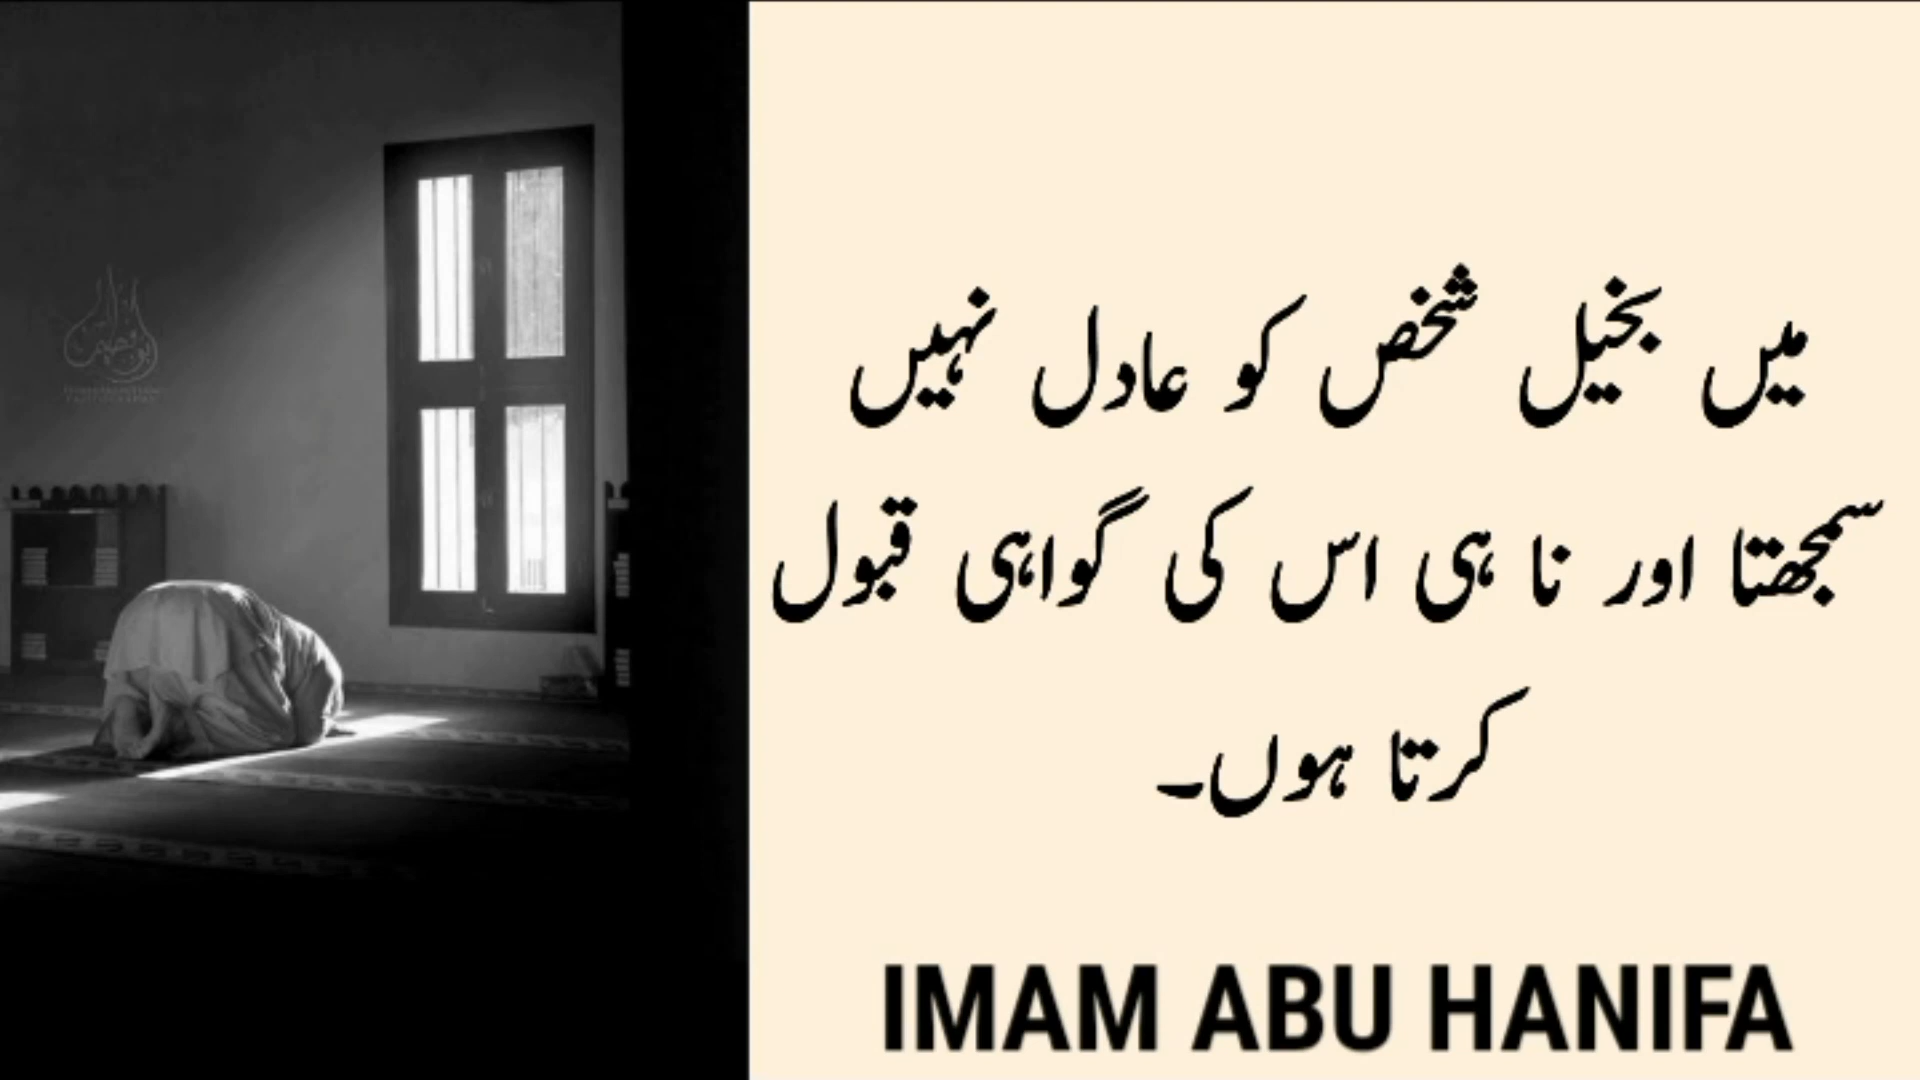 میں بخیل شخص کو عادل نہیں
سمجھتا اور نا ہی اس کی گواہی قبول
کرتا ہوں۔
IMAM ABU HANIFA